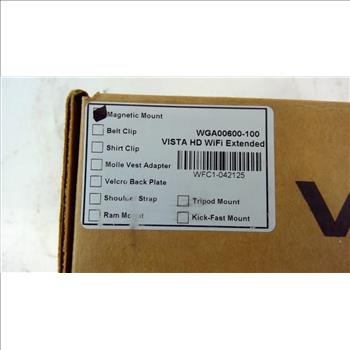 Magnetic Mount
Belt Clip
Shirt Clip
Molle Vest Adapter
Velcro Back Plate
Shoulder Strap
Ram Mount
WGA00600-100
VISTA HD WiFi Extended
WFC1-042125
Tripod Mount
Kick-Fast Mount
V